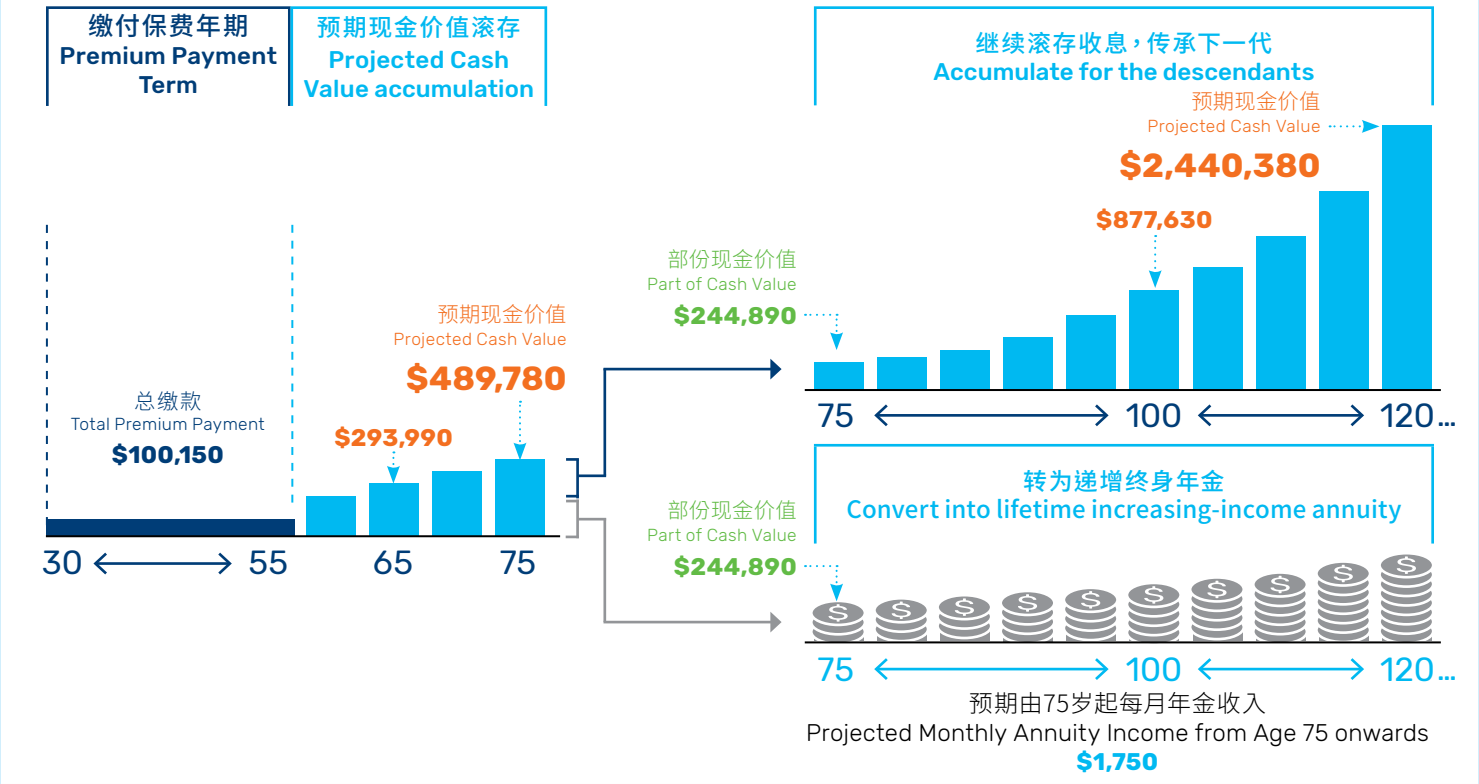 缴付保费年期
Premium Payment
Term
预期现金价值滚存
Projected Cash
Value accumulation
总缴款
Total Premium Payment
$100,150
$293,990
预期现金价值
Projected Cash Value
$489,780
30
55
65
75
部份现金价值
Part of Cash Value
$244,890
继续滚存收息，传承下一代
Accumulate for the descendants
预期现金价值
Projected Cash Value
$2,440,380
$877,630
75
100
120...
部份现金价值
Part of Cash Value
$244,890
转为递增终身年金
Convert into lifetime increasing-income annuity
$ $ $ $ $ $ $ $ $ $
75
100
120...
预期由75岁起每月年金收入
Projected Monthly Annuity Income from Age 75 onwards
$1,750